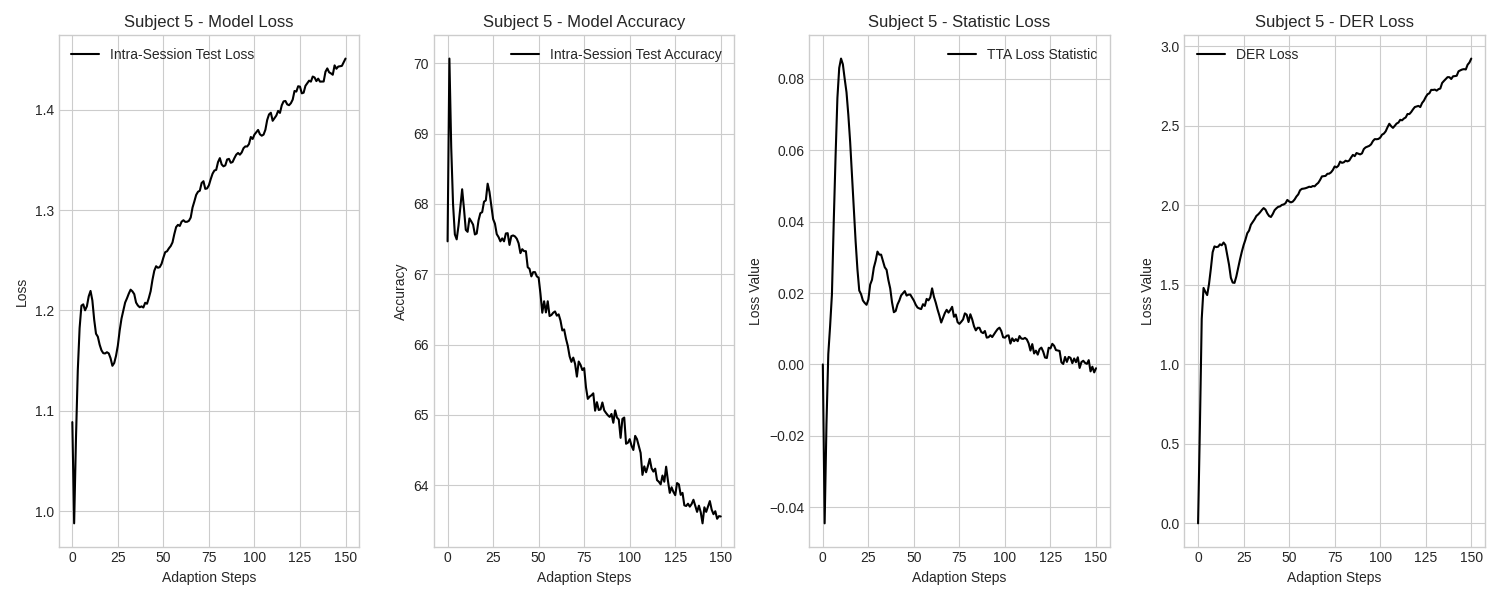 Subject 5 - Model Loss
Intra-Session Test Loss
1.4
1.3
1.2
1.1
1.0
Loss
0 25 50 75 100 125 150
Adaption Steps
Subject 5 - Model Accuracy
Intra-Session Test Accuracy
70
69
68
67
66
65
64
Accuracy
0 25 50 75 100 125 150
Adaption Steps
Subject 5 - Statistic Loss
TTA Loss Statistic
0.08
0.06
0.04
0.02
0.00
−0.02
−0.04
Loss Value
0 25 50 75 100 125 150
Adaption Steps
Subject 5 - DER Loss
DER Loss
3.0
2.5
2.0
1.5
1.0
0.5
0.0
Loss Value
0 25 50 75 100 125 150
Adaption Steps